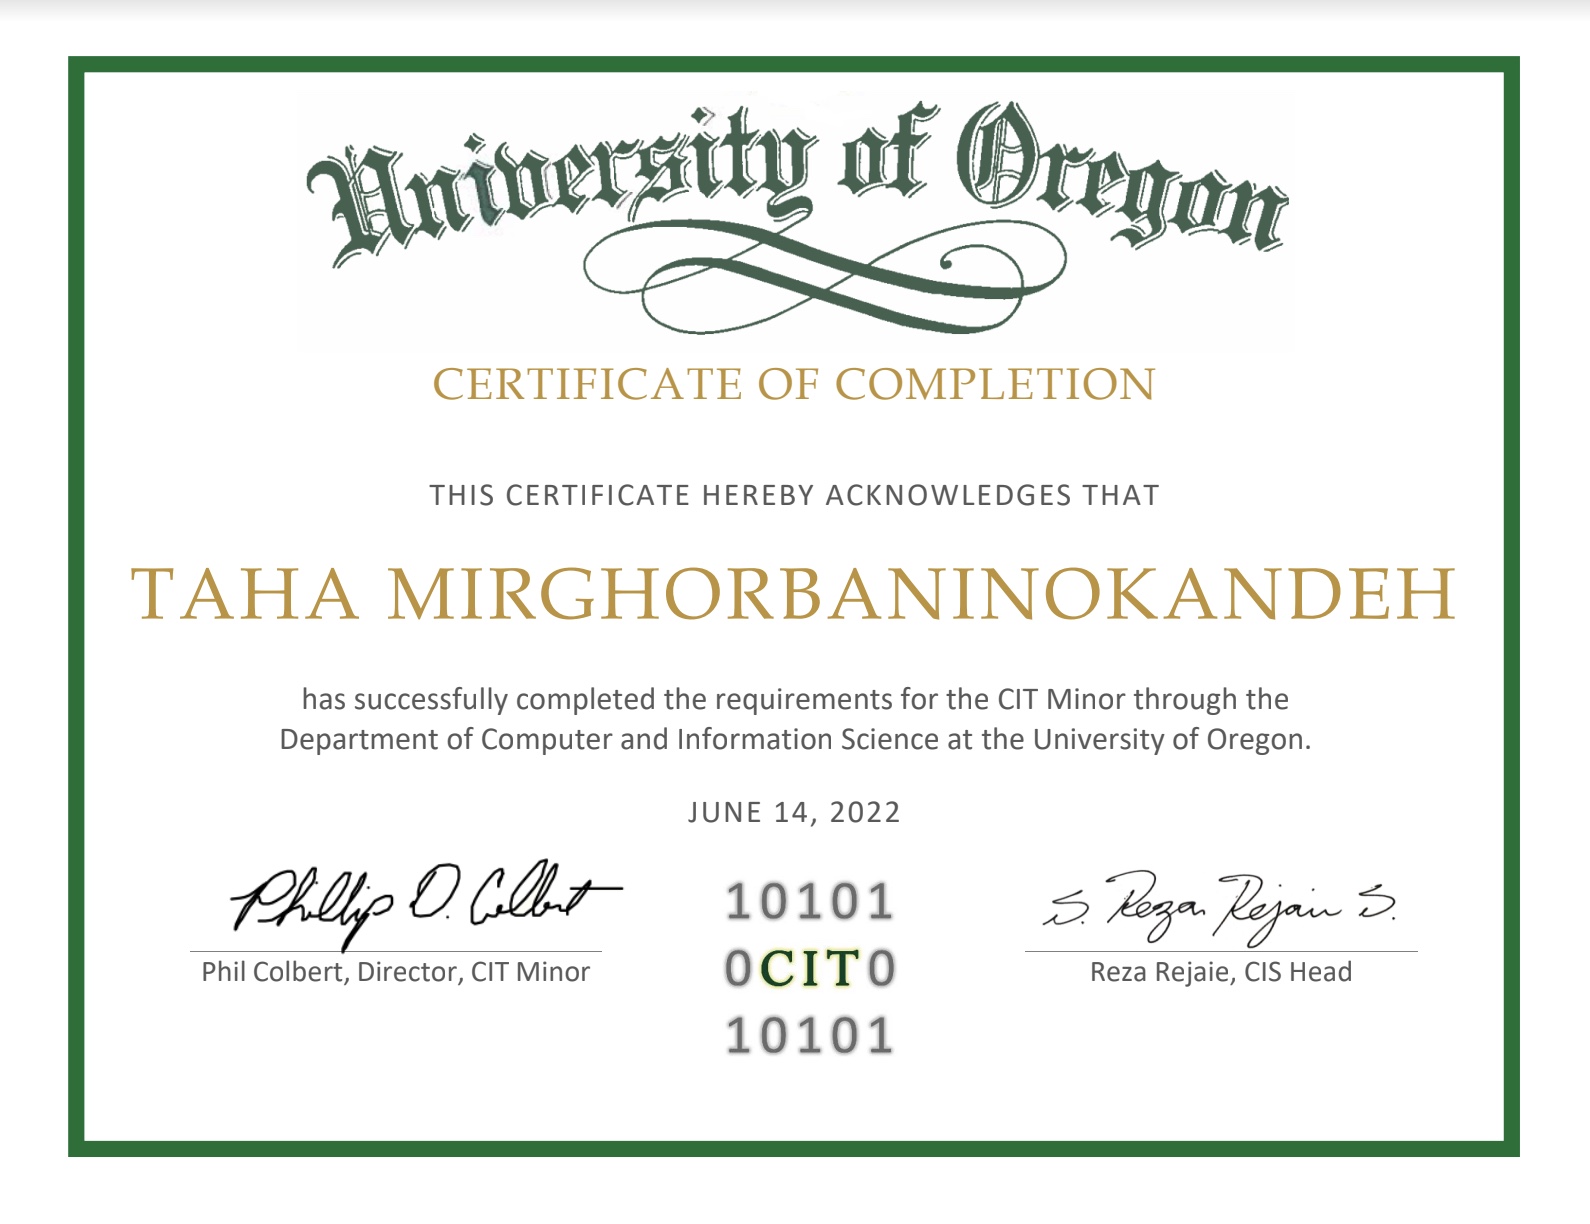 University of Oregon
CERTIFICATE OF COMPLETION
THIS CERTIFICATE HEREBY ACKNOWLEDGES THAT
TAHA MIRGHORBANINOKANDEH
has successfully completed the requirements for the CIT Minor through the
Department of Computer and Information Science at the University of Oregon.
JUNE 14, 2022
Phillip D. Colbert
Phil Colbert, Director, CIT Minor
10101
0CIT0
10101
S. Reza Rejaie S.
Reza Rejaie, CIS Head